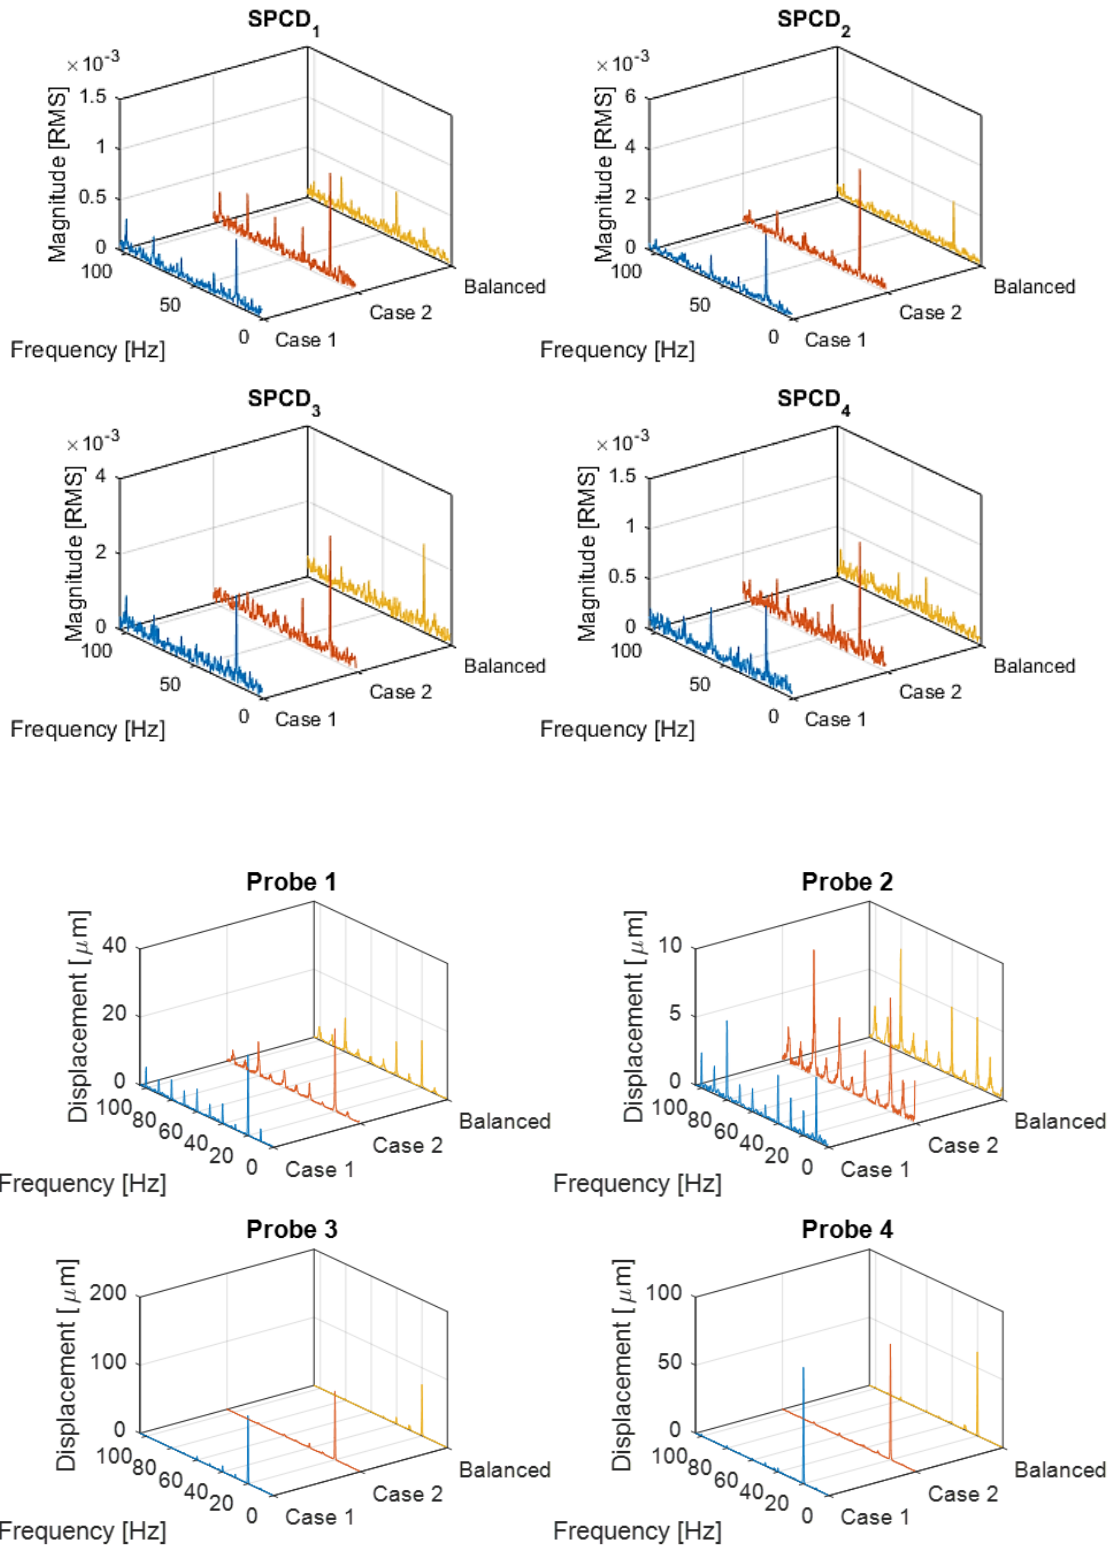 SPCD1
×10-3
Magnitude [RMS]
1.5
1
0.5
0
100
50
0
Frequency [Hz]
Case 1
Case 2
Balanced
SPCD2
×10-3
Magnitude [RMS]
6
4
2
0
100
50
0
Frequency [Hz]
Case 1
Case 2
Balanced
SPCD3
×10-3
Magnitude [RMS]
4
2
0
100
50
0
Frequency [Hz]
Case 1
Case 2
Balanced
SPCD4
×10-3
Magnitude [RMS]
1.5
1
0.5
0
100
50
0
Frequency [Hz]
Case 1
Case 2
Balanced
Probe 1
Displacement [μm]
40
20
0
100
80
60
40
20
0
Frequency [Hz]
Case 1
Case 2
Balanced
Probe 2
Displacement [μm]
10
5
0
100
80
60
40
20
0
Frequency [Hz]
Case 1
Case 2
Balanced
Probe 3
Displacement [μm]
200
100
0
100
80
60
40
20
0
Frequency [Hz]
Case 1
Case 2
Balanced
Probe 4
Displacement [μm]
100
50
0
100
80
60
40
20
0
Frequency [Hz]
Case 1
Case 2
Balanced